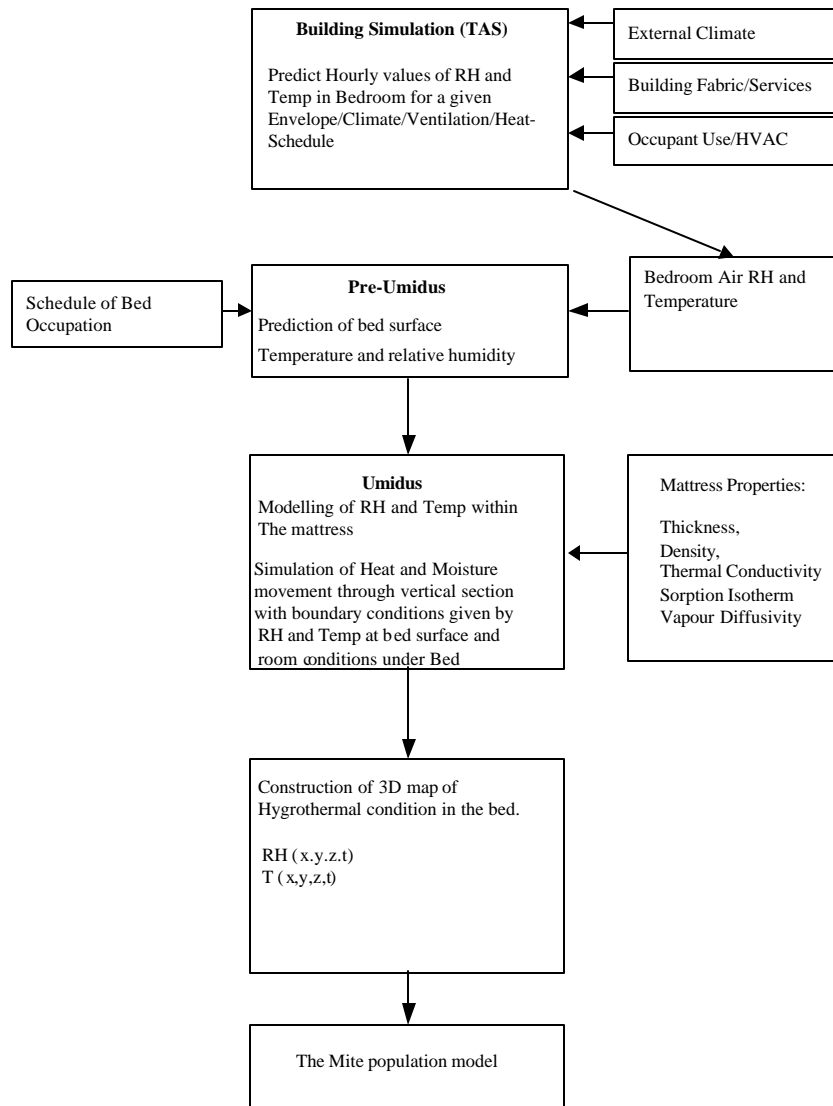 Building Simulation (TAS)
Predict Hourly values of RH and
Temp in Bedroom for a given
Envelope/Climate/Ventilation/Heat-
Schedule
External Climate
Building Fabric/Services
Occupant Use/HVAC
Schedule of Bed
Occupation
Pre-Umidus
Prediction of bed surface
Temperature and relative humidity
Bedroom Air RH and
Temperature
Umidus
Modelling of RH and Temp within
The mattress
Simulation of Heat and Moisture
movement through vertical section
with boundary conditions given by
RH and Temp at bed surface and
room conditions under Bed
Mattress Properties:
Thickness,
Density,
Thermal Conductivity
Sorption Isotherm
Vapour Diffusivity
Construction of 3D map of
Hygrothermal condition in the bed.
RH (x.y.z.t)
T (x,y,z,t)
The Mite population model